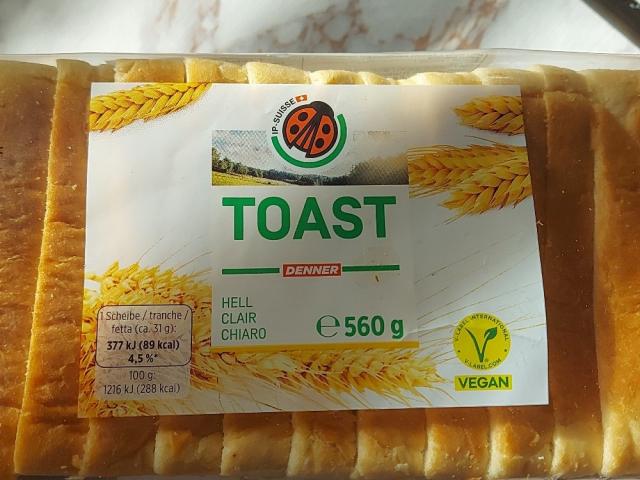 IP-SUISSE
TOAST
DENNER
HELL
CLAIR
CHIARO
℮ 560 g
1 Scheibe / tranche /
fetta (ca. 31 g):
377 kJ (89 kcal)
4,5 %*
100 g:
1216 kJ (288 kcal)
V-LABEL INTERNATIONAL
V-LABEL.COM
VEGAN